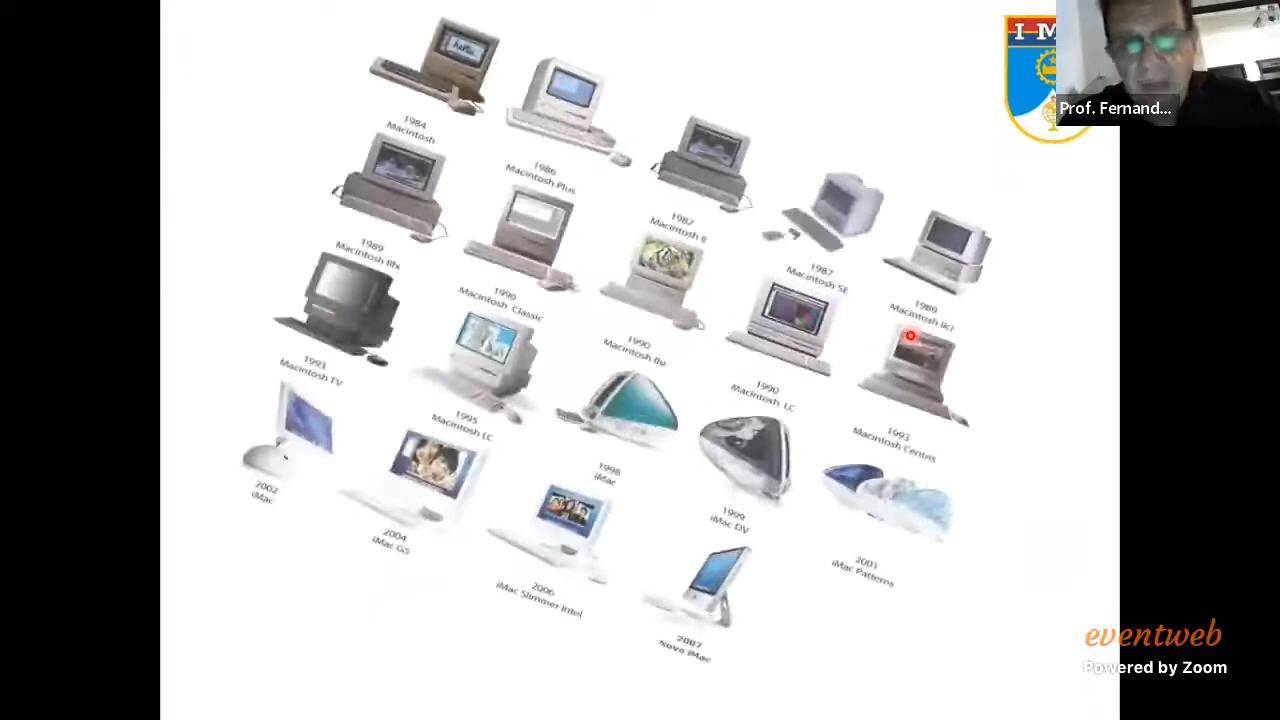 hello
I M
Prof. Fernand...
1984
Macintosh
1986
Macintosh Plus
1987
Macintosh II
1987
Macintosh SE
1989
Macintosh IIci
1989
Macintosh IIfx
1990
Macintosh Classic
1990
Macintosh IIsi
1990
Macintosh LC
1993
Macintosh Centris
1993
Macintosh TV
1995
Macintosh LC
1998
iMac
1999
iMac DV
2001
iMac Patterns
2002
iMac
2004
iMac G5
2006
iMac Slimmer Intel
2007
Novo iMac
eventweb
Powered by Zoom